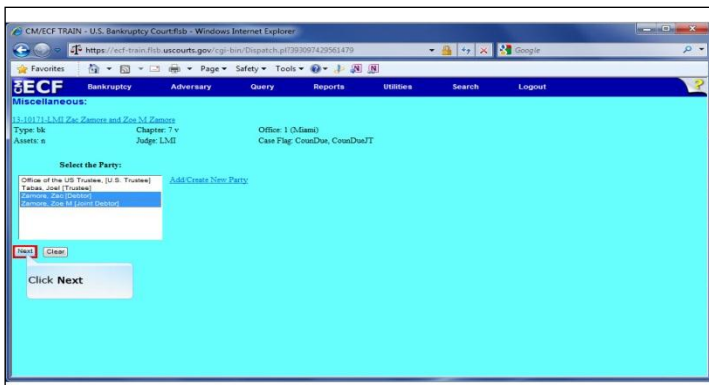 CM/ECF TRAIN - U.S. Bankruptcy Court:flsb - Windows Internet Explorer
https://ecf-train.flsb.uscourts.gov/cgi-bin/Dispatch.pl?393097429561479
Google
Favorites Page Safety Tools
ECF Bankruptcy Adversary Query Reports Utilities Search Logout ?
Miscellaneous:
13-10171-LMI Zac Zamore and Zoe M Zamore
Type: bk Chapter: 7 v Office: 1 (Miami)
Assets: n Judge: LMI Case Flag: CounDue, CounDueJT
Select the Party:
Office of the US Trustee, [U.S. Trustee] Add/Create New Party
Tabas, Joel [Trustee]
Zamore, Zac [Debtor]
Zamore, Zoe M [Joint Debtor]
Next Clear
Click Next